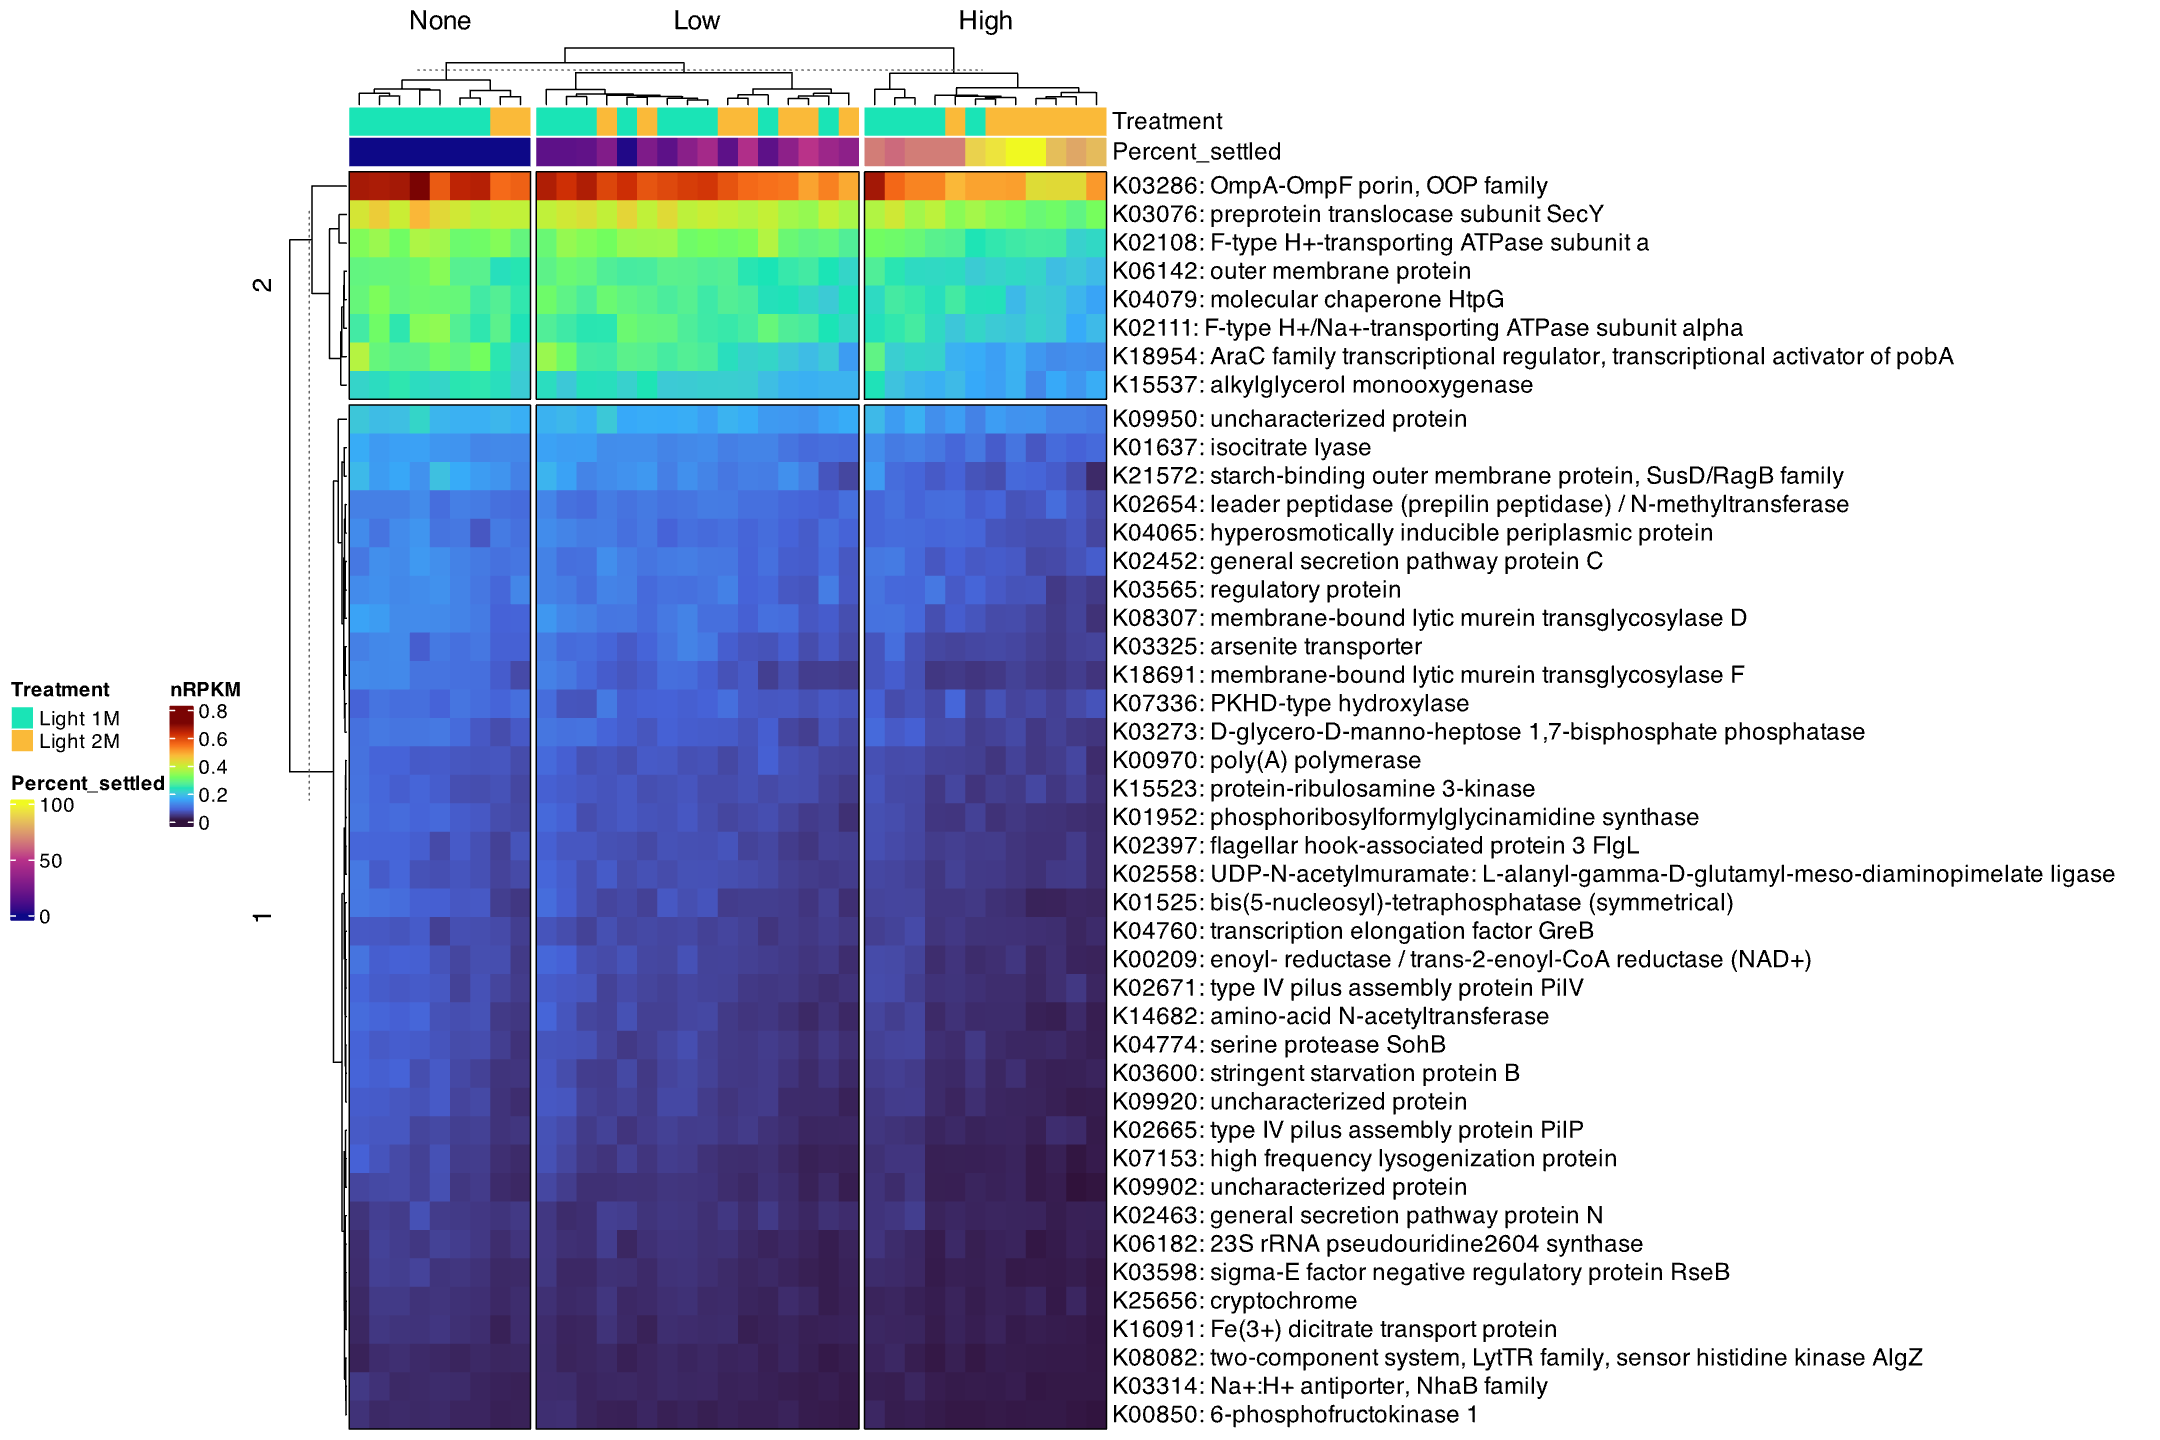 None Low High
Treatment
Percent_settled
K03286: OmpA-OmpF porin, OOP family
K03076: preprotein translocase subunit SecY
K02108: F-type H+-transporting ATPase subunit a
K06142: outer membrane protein
K04079: molecular chaperone HtpG
K02111: F-type H+/Na+-transporting ATPase subunit alpha
K18954: AraC family transcriptional regulator, transcriptional activator of pobA
K15537: alkylglycerol monooxygenase
2
K09950: uncharacterized protein
K01637: isocitrate lyase
K21572: starch-binding outer membrane protein, SusD/RagB family
K02654: leader peptidase (prepilin peptidase) / N-methyltransferase
K04065: hyperosmotically inducible periplasmic protein
K02452: general secretion pathway protein C
K03565: regulatory protein
K08307: membrane-bound lytic murein transglycosylase D
K03325: arsenite transporter
K18691: membrane-bound lytic murein transglycosylase F
K07336: PKHD-type hydroxylase
K03273: D-glycero-D-manno-heptose 1,7-bisphosphate phosphatase
K00970: poly(A) polymerase
K15523: protein-ribulosamine 3-kinase
K01952: phosphoribosylformylglycinamidine synthase
K02397: flagellar hook-associated protein 3 FlgL
K02558: UDP-N-acetylmuramate: L-alanyl-gamma-D-glutamyl-meso-diaminopimelate ligase
K01525: bis(5-nucleosyl)-tetraphosphatase (symmetrical)
K04760: transcription elongation factor GreB
K00209: enoyl- reductase / trans-2-enoyl-CoA reductase (NAD+)
K02671: type IV pilus assembly protein PilV
K14682: amino-acid N-acetyltransferase
K04774: serine protease SohB
K03600: stringent starvation protein B
K09920: uncharacterized protein
K02665: type IV pilus assembly protein PilP
K07153: high frequency lysogenization protein
K09902: uncharacterized protein
K02463: general secretion pathway protein N
K06182: 23S rRNA pseudouridine2604 synthase
K03598: sigma-E factor negative regulatory protein RseB
K25656: cryptochrome
K16091: Fe(3+) dicitrate transport protein
K08082: two-component system, LytTR family, sensor histidine kinase AlgZ
K03314: Na+:H+ antiporter, NhaB family
K00850: 6-phosphofructokinase 1
1
Treatment
Light 1M
Light 2M
Percent_settled
100
50
0
nRPKM
0.8
0.6
0.4
0.2
0